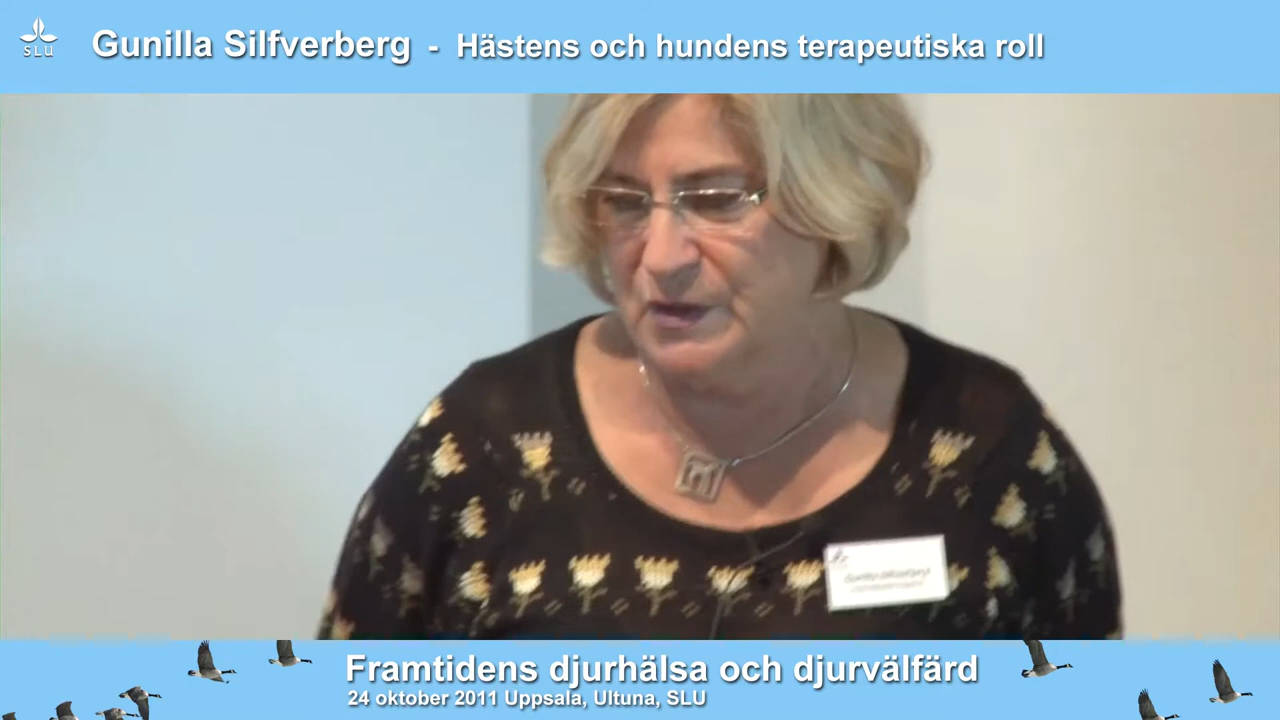 SLU
Gunilla Silfverberg - Hästens och hundens terapeutiska roll
Framtidens djurhälsa och djurvälfärd
24 oktober 2011 Uppsala, Ultuna, SLU